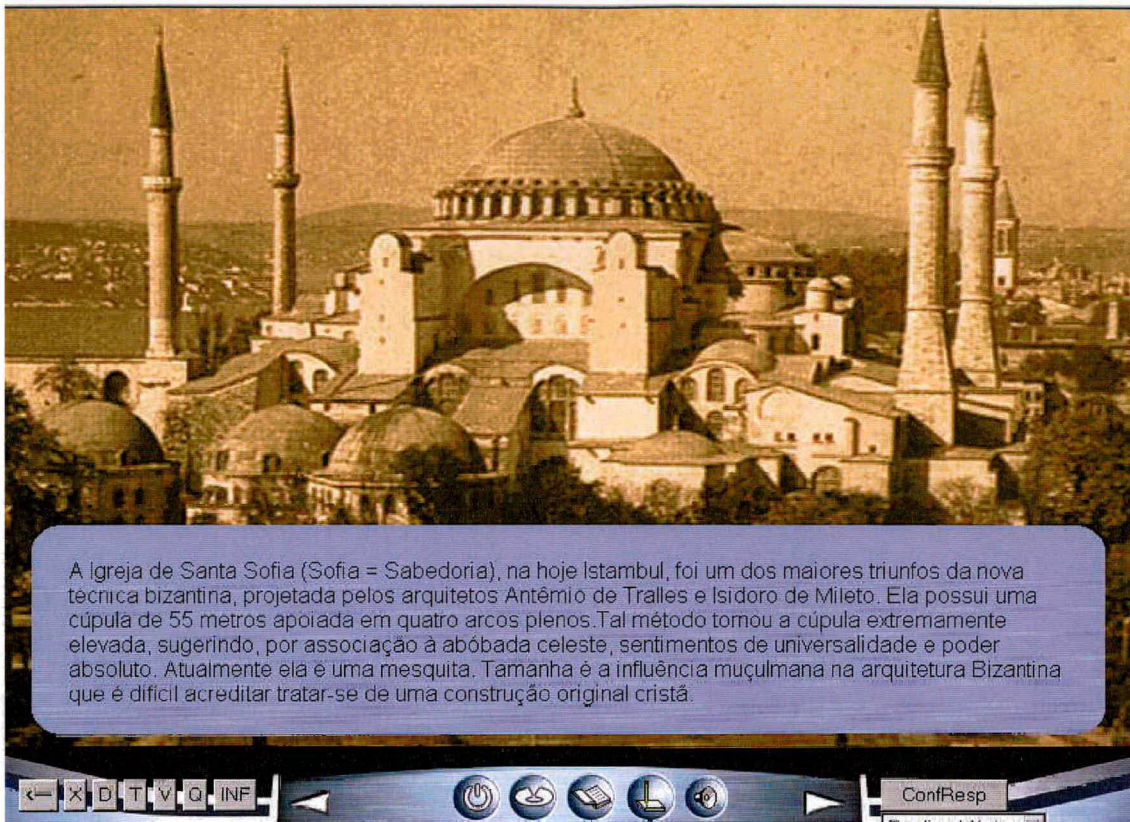 A Igreja de Santa Sofia (Sofia = Sabedoria), na hoje Istambul, foi um dos maiores triunfos da nova
técnica bizantina, projetada pelos arquitetos Antêmio de Tralles e Isidoro de Mileto. Ela possui uma
cúpula de 55 metros apoiada em quatro arcos plenos.Tal método tornou a cúpula extremamente
elevada, sugerindo, por associação à abóbada celeste, sentimentos de universalidade e poder
absoluto. Atualmente ela é uma mesquita. Tamanha é a influência muçulmana na arquitetura Bizantina
que é difícil acreditar tratar-se de uma construção original cristã.
<— X D T V Q INF
ConfResp